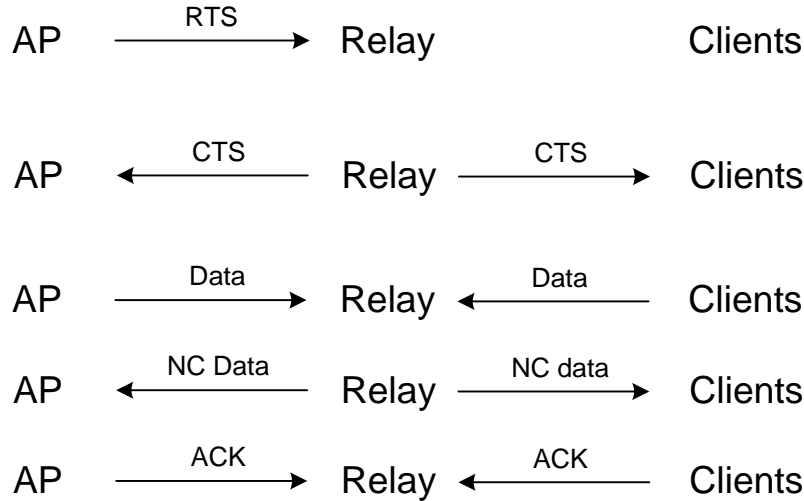 RTS
AP Relay Clients
CTS CTS
AP Relay Clients
Data Data
AP Relay Clients
NC Data NC data
AP Relay Clients
ACK ACK
AP Relay Clients